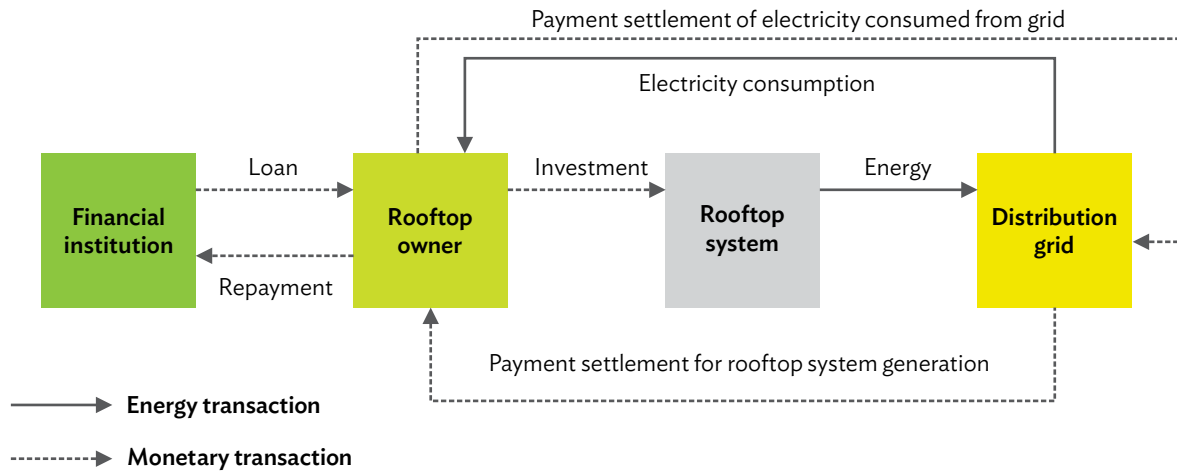 Payment settlement of electricity consumed from grid
Electricity consumption
Loan
Investment
Energy
Financial
institution
Rooftop
owner
Rooftop
system
Distribution
grid
Repayment
Payment settlement for rooftop system generation
Energy transaction
Monetary transaction